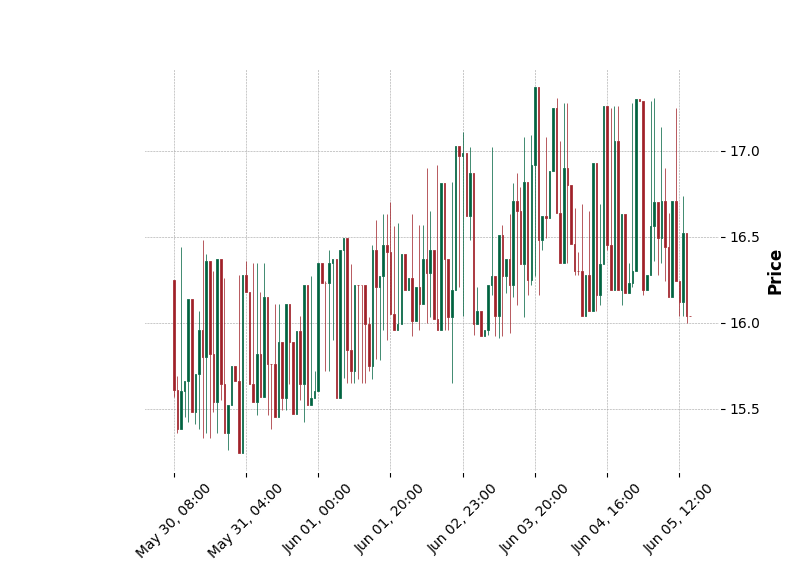 17.0
16.5
16.0
15.5
Price
May 30, 08:00
May 31, 04:00
Jun 01, 00:00
Jun 01, 20:00
Jun 02, 23:00
Jun 03, 20:00
Jun 04, 16:00
Jun 05, 12:00